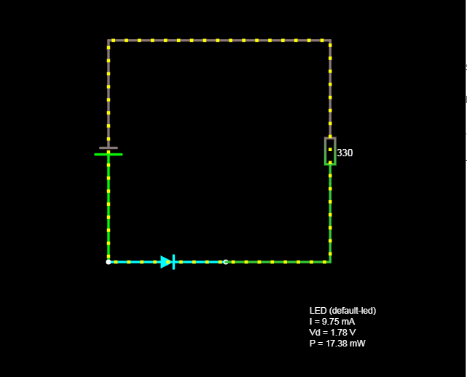 330
LED (default-led)
I = 9.75 mA
Vd = 1.78 V
P = 17.38 mW